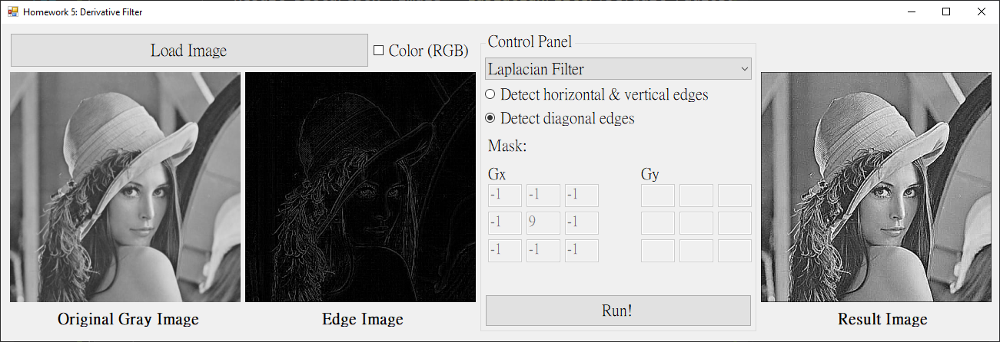 Homework 5: Derivative Filter
Load Image
Color (RGB)
Control Panel
Laplacian Filter
Detect horizontal & vertical edges
Detect diagonal edges
Mask:
Gx Gy
-1 -1 -1
-1 9 -1
-1 -1 -1
Run!
Original Gray Image
Edge Image
Result Image